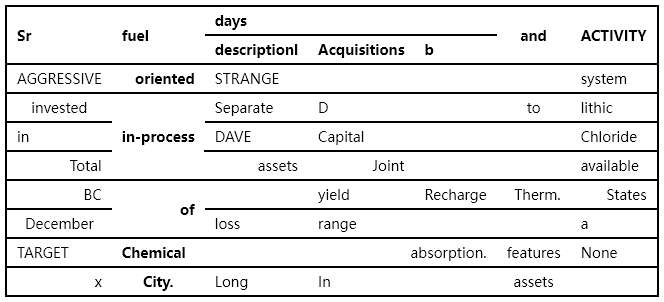 Sr fuel days and ACTIVITY
descriptionl Acquisitions b
AGGRESSIVE oriented STRANGE system
invested in-process Separate D to lithic
in DAVE Capital Chloride
Total assets Joint available
BC of yield Recharge Therm. States
December loss range a
TARGET Chemical absorption. features None
x City. Long In assets